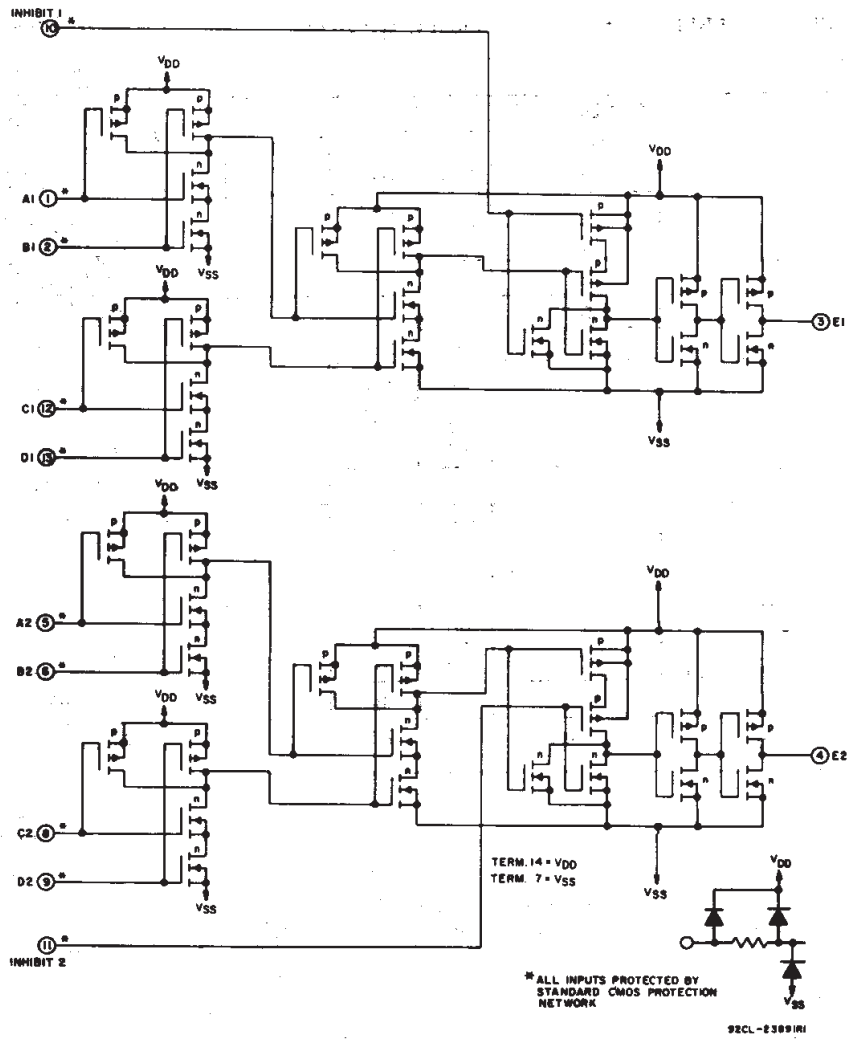 INHIBIT 1
10 *
VDD
p p
n
A1 1 *
n
B1 2 *
VSS
VDD
p p
n
C1 12 *
n
D1 13 *
VSS
VDD
p p
p p
n n
n n
p p
n n
3 E1
VSS
VDD
p p
n
A2 5 *
n
B2 6 *
VSS
VDD
p p
n
C2 8 *
n
D2 9 *
VSS
VDD
p p
p p
n n
n n
p p
n n
4 E2
VSS
TERM. 14 = VDD
TERM. 7 = VSS
11 *
INHIBIT 2
VDD
VSS
* ALL INPUTS PROTECTED BY
STANDARD CMOS PROTECTION
NETWORK
92CL-23891R1